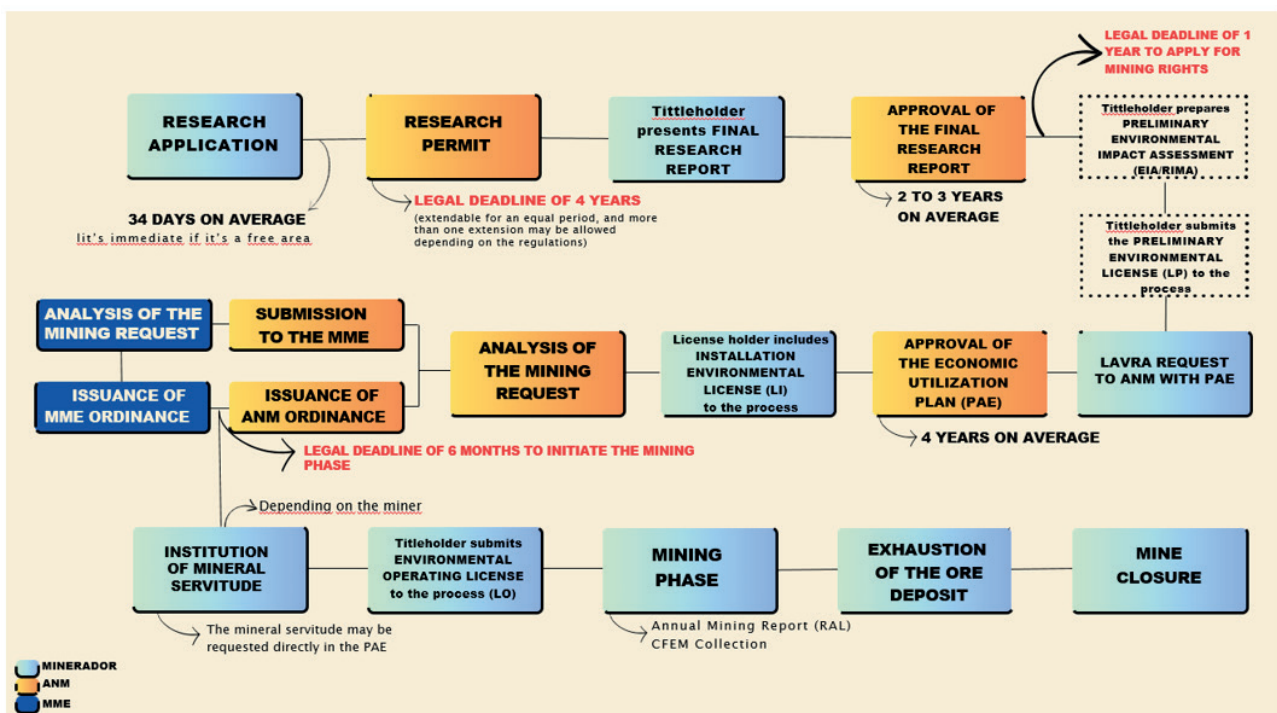 LEGAL DEADLINE OF 1
YEAR TO APPLY FOR
MINING RIGHTS
RESEARCH
APPLICATION
RESEARCH
PERMIT
Tittleholder
presents FINAL
RESEARCH
REPORT
APPROVAL OF
THE FINAL
RESEARCH
REPORT
Tittleholder prepares
PRELIMINARY
ENVIRONMENTAL
IMPACT ASSESSMENT
(EIA/RIMA)
34 DAYS ON AVERAGE
Iit's immediate if it's a free area
LEGAL DEADLINE OF 4 YEARS
(extendable for an equal period, and more
than one extension may be allowed
depending on the regulations)
2 TO 3 YEARS
ON AVERAGE
Tittleholder submits
the PRELIMINARY
ENVIRONMENTAL
LICENSE (LP) to the
process
ANALYSIS OF THE
MINING REQUEST
SUBMISSION
TO THE MME
ANALYSIS OF
THE MINING
REQUEST
License holder includes
INSTALLATION
ENVIRONMENTAL
LICENSE (LI)
to the process
APPROVAL OF
THE ECONOMIC
UTILIZATION
PLAN (PAE)
LAVRA REQUEST
TO ANM WITH PAE
ISSUANCE OF
MME ORDINANCE
ISSUANCE OF
ANM ORDINANCE
4 YEARS ON AVERAGE
LEGAL DEADLINE OF 6 MONTHS TO INITIATE THE MINING
PHASE
Depending on the miner
INSTITUTION
OF MINERAL
SERVITUDE
Titleholder submits
ENVIRONMENTAL
OPERATING LICENSE
to the process (LO)
MINING
PHASE
EXHAUSTION
OF THE ORE
DEPOSIT
MINE
CLOSURE
The mineral servitude may be
requested directly in the PAE
Annual Mining Report (RAL)
CFEM Collection
MINERADOR
ANM
MME